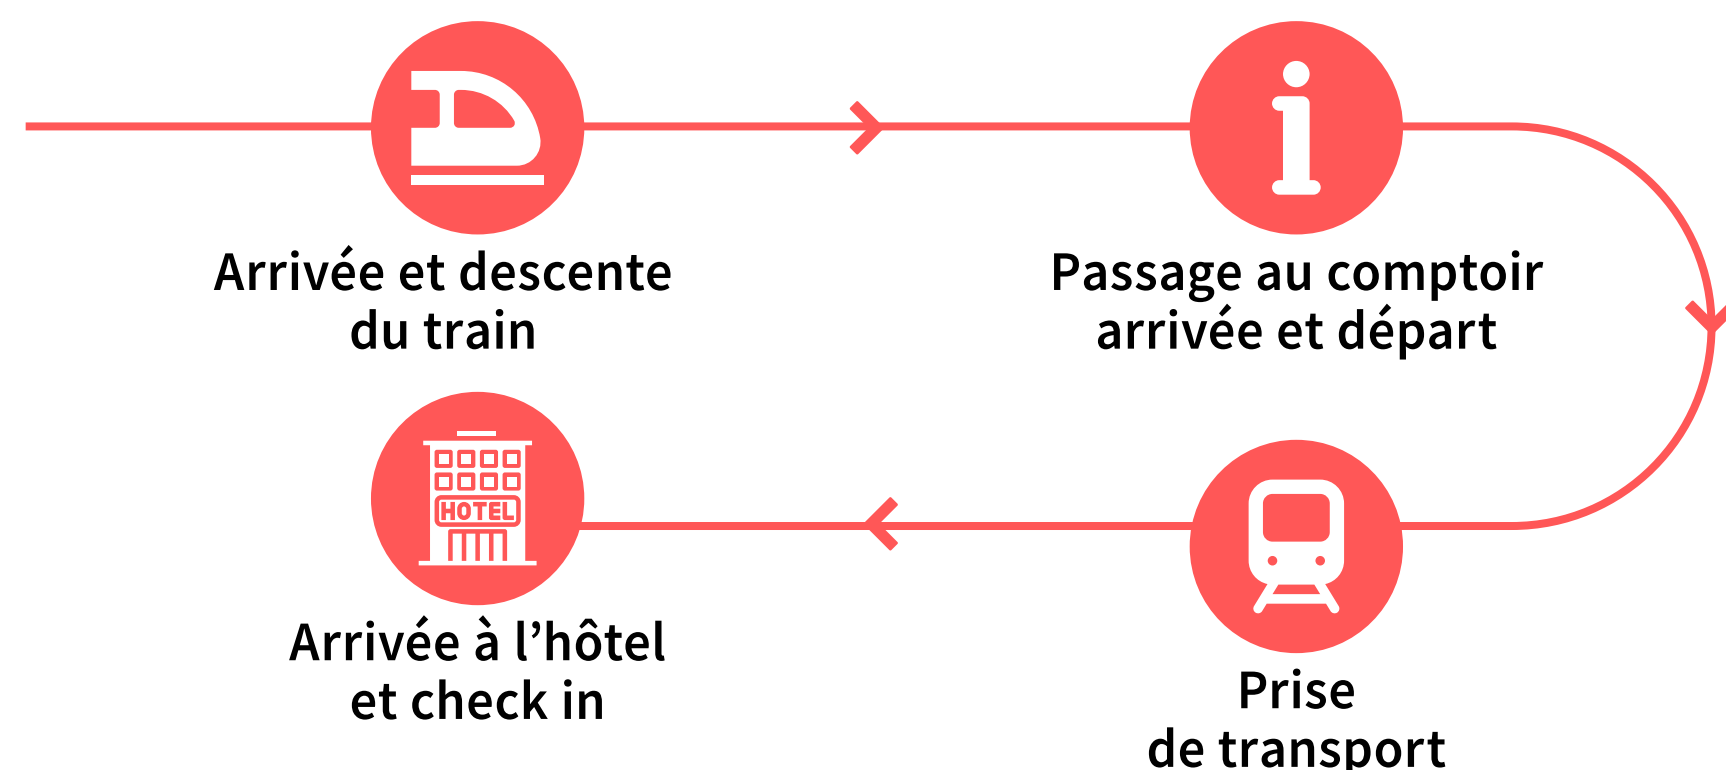 Arrivée et descente
du train
Passage au comptoir
arrivée et départ
Prise
de transport
HOTEL
Arrivée à l’hôtel
et check in